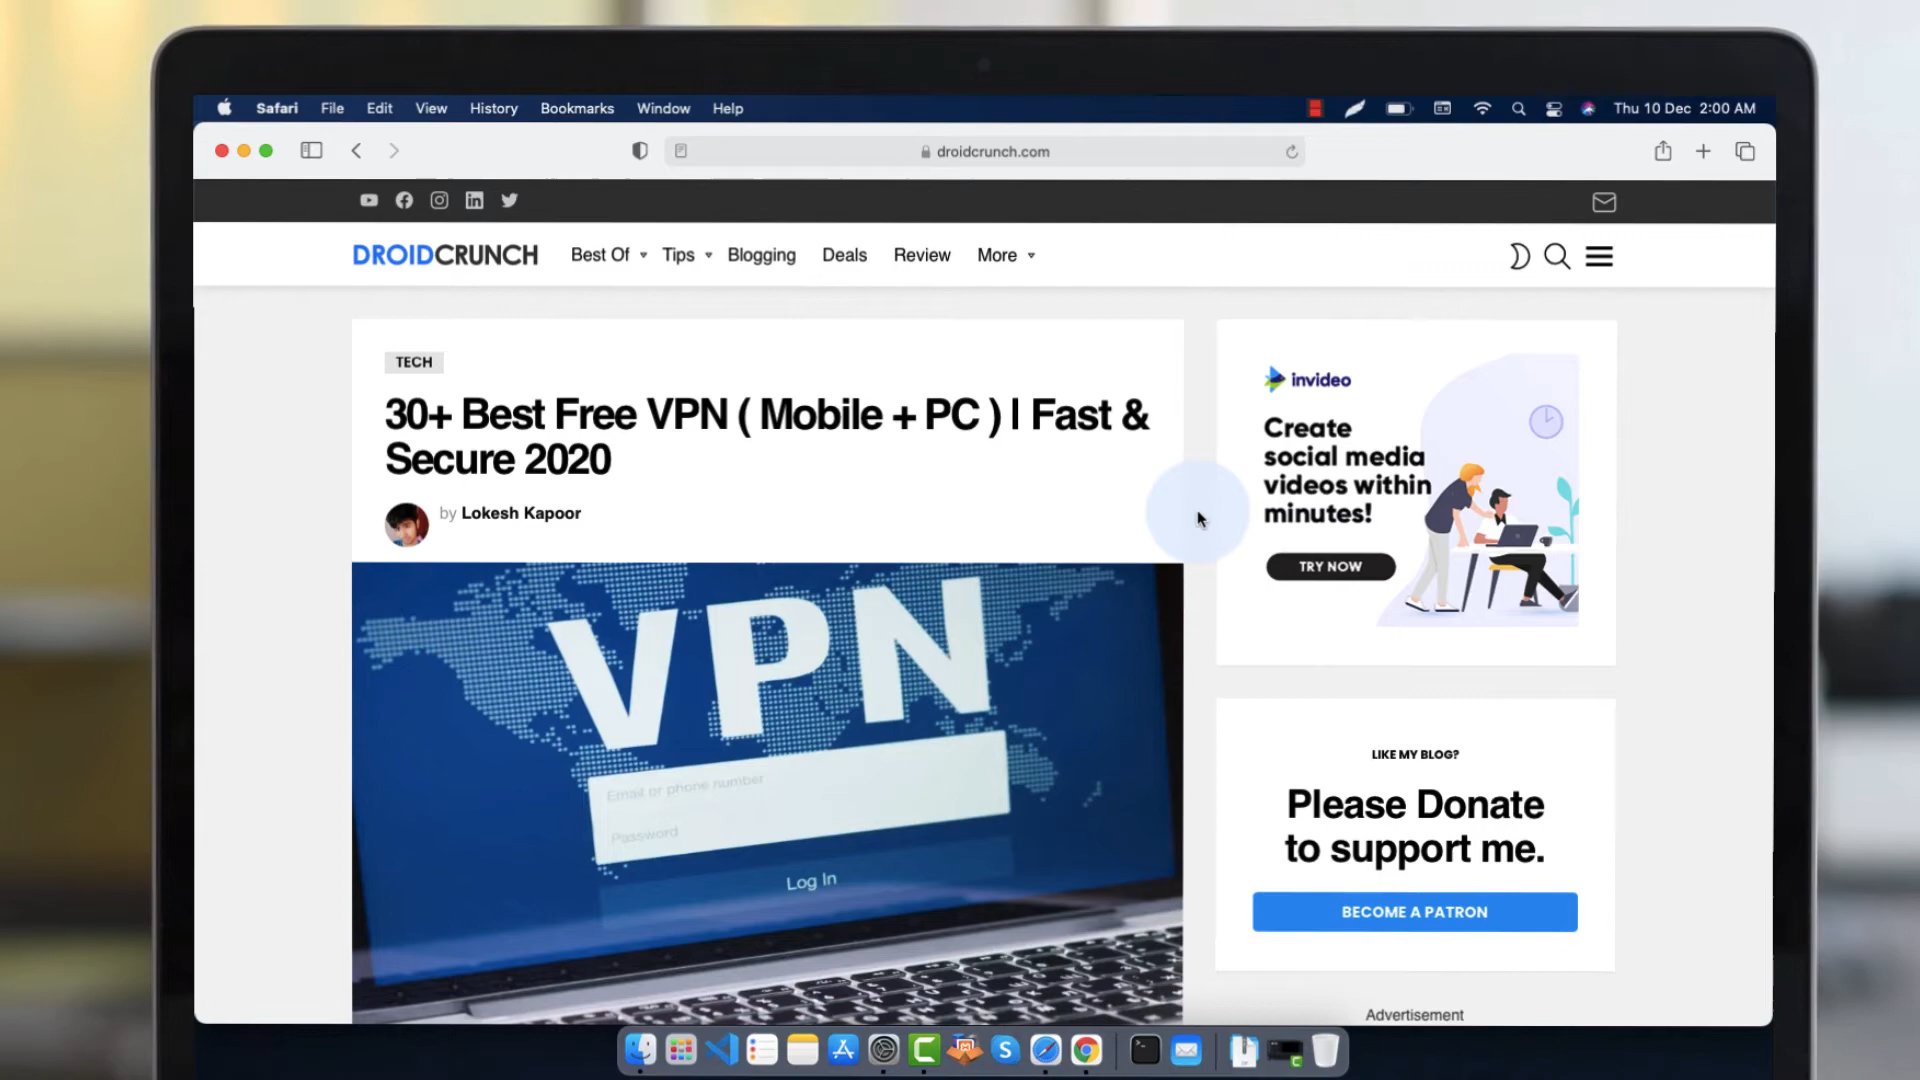 Safari File Edit View History Bookmarks Window Help Thu 10 Dec 2:00 AM
droidcrunch.com
DROIDCRUNCH Best Of Tips Blogging Deals Review More
TECH
30+ Best Free VPN ( Mobile + PC ) | Fast &
Secure 2020
by Lokesh Kapoor
VPN
Email or phone number
Password
Log In
invideo
Create
social media
videos within
minutes!
TRY NOW
LIKE MY BLOG?
Please Donate
to support me.
BECOME A PATRON
Advertisement